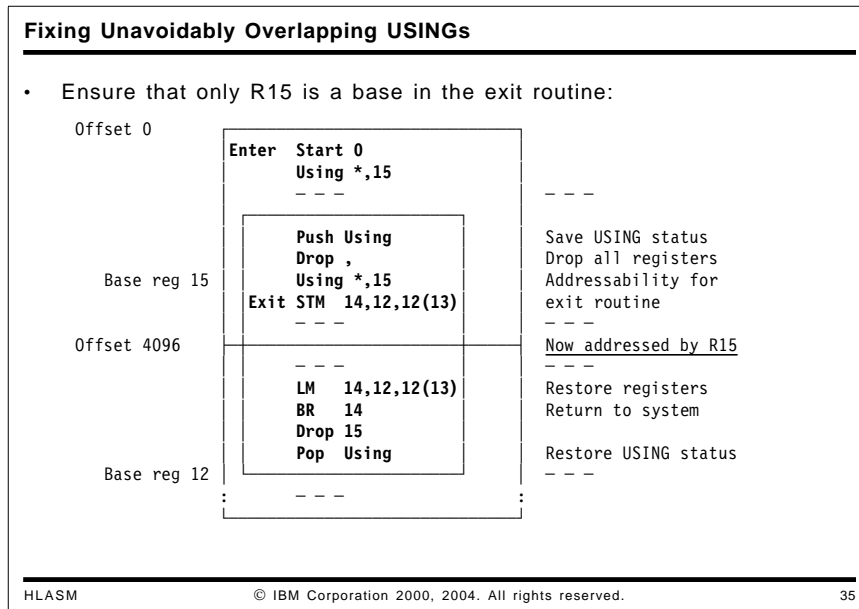 Fixing Unavoidably Overlapping USINGs
• Ensure that only R15 is a base in the exit routine:
Offset 0
Enter Start 0
Using *,15
– – – – – –
Push Using Save USING status
Drop , Drop all registers
Base reg 15 Using *,15 Addressability for
Exit STM 14,12,12(13) exit routine
– – – – – –
Offset 4096 Now addressed by R15
– – – – – –
LM 14,12,12(13) Restore registers
BR 14 Return to system
Drop 15
Pop Using Restore USING status
Base reg 12 – – –
: – – – :
HLASM © IBM Corporation 2000, 2004. All rights reserved. 35